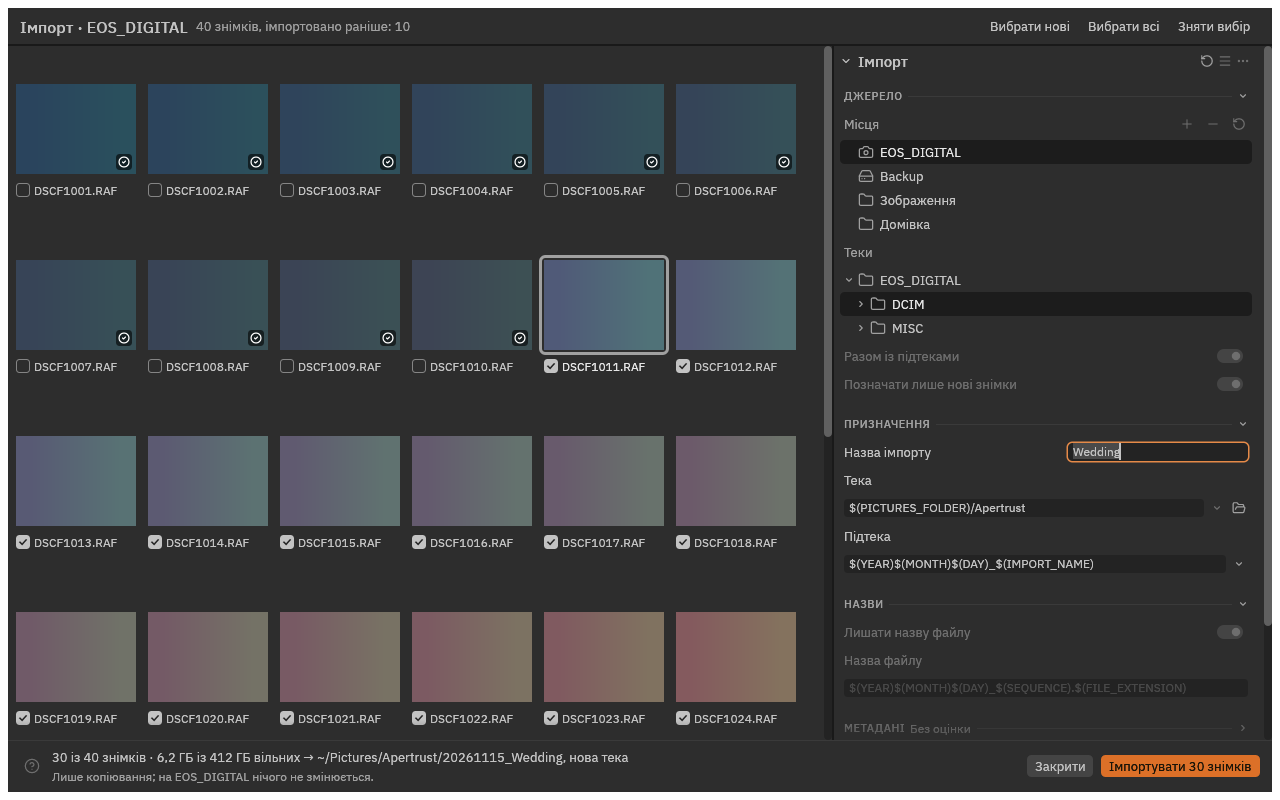 Імпорт · EOS_DIGITAL 40 знімків, імпортовано раніше: 10
Вибрати нові Вибрати всі Зняти вибір
DSCF1001.RAF DSCF1002.RAF DSCF1003.RAF DSCF1004.RAF DSCF1005.RAF DSCF1006.RAF
DSCF1007.RAF DSCF1008.RAF DSCF1009.RAF DSCF1010.RAF DSCF1011.RAF DSCF1012.RAF
DSCF1013.RAF DSCF1014.RAF DSCF1015.RAF DSCF1016.RAF DSCF1017.RAF DSCF1018.RAF
DSCF1019.RAF DSCF1020.RAF DSCF1021.RAF DSCF1022.RAF DSCF1023.RAF DSCF1024.RAF
Імпорт
ДЖЕРЕЛО
Місця
EOS_DIGITAL
Backup
Зображення
Домівка
Теки
EOS_DIGITAL
DCIM
MISC
Разом із підтеками
Позначати лише нові знімки
ПРИЗНАЧЕННЯ
Назва імпорту Wedding
Тека
$(PICTURES_FOLDER)/Apertrust
Підтека
$(YEAR)$(MONTH)$(DAY)_$(IMPORT_NAME)
НАЗВИ
Лишати назву файлу
Назва файлу
$(YEAR)$(MONTH)$(DAY)_$(SEQUENCE).$(FILE_EXTENSION)
МЕТАДАНІ Без оцінки
30 із 40 знімків · 6,2 ГБ із 412 ГБ вільних → ~/Pictures/Apertrust/20261115_Wedding, нова тека
Лише копіювання; на EOS_DIGITAL нічого не змінюється.
Закрити Імпортувати 30 знімків